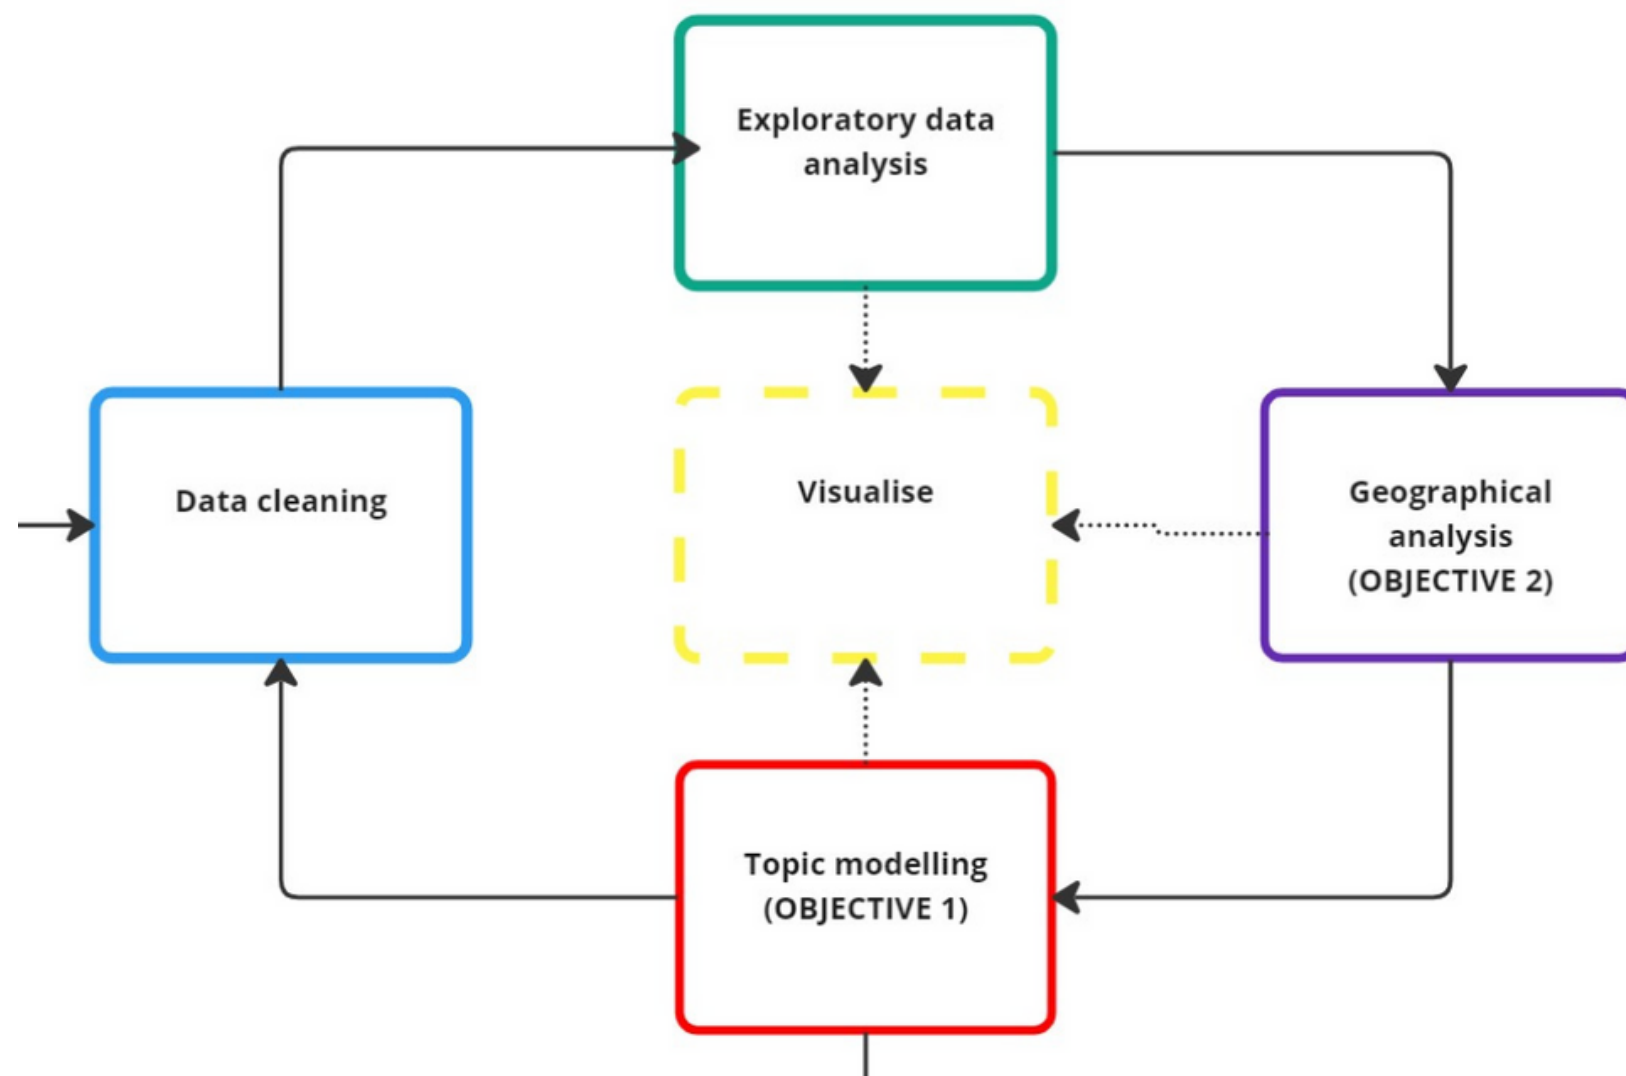 Exploratory data
analysis
Data cleaning
Visualise
Geographical
analysis
(OBJECTIVE 2)
Topic modelling
(OBJECTIVE 1)